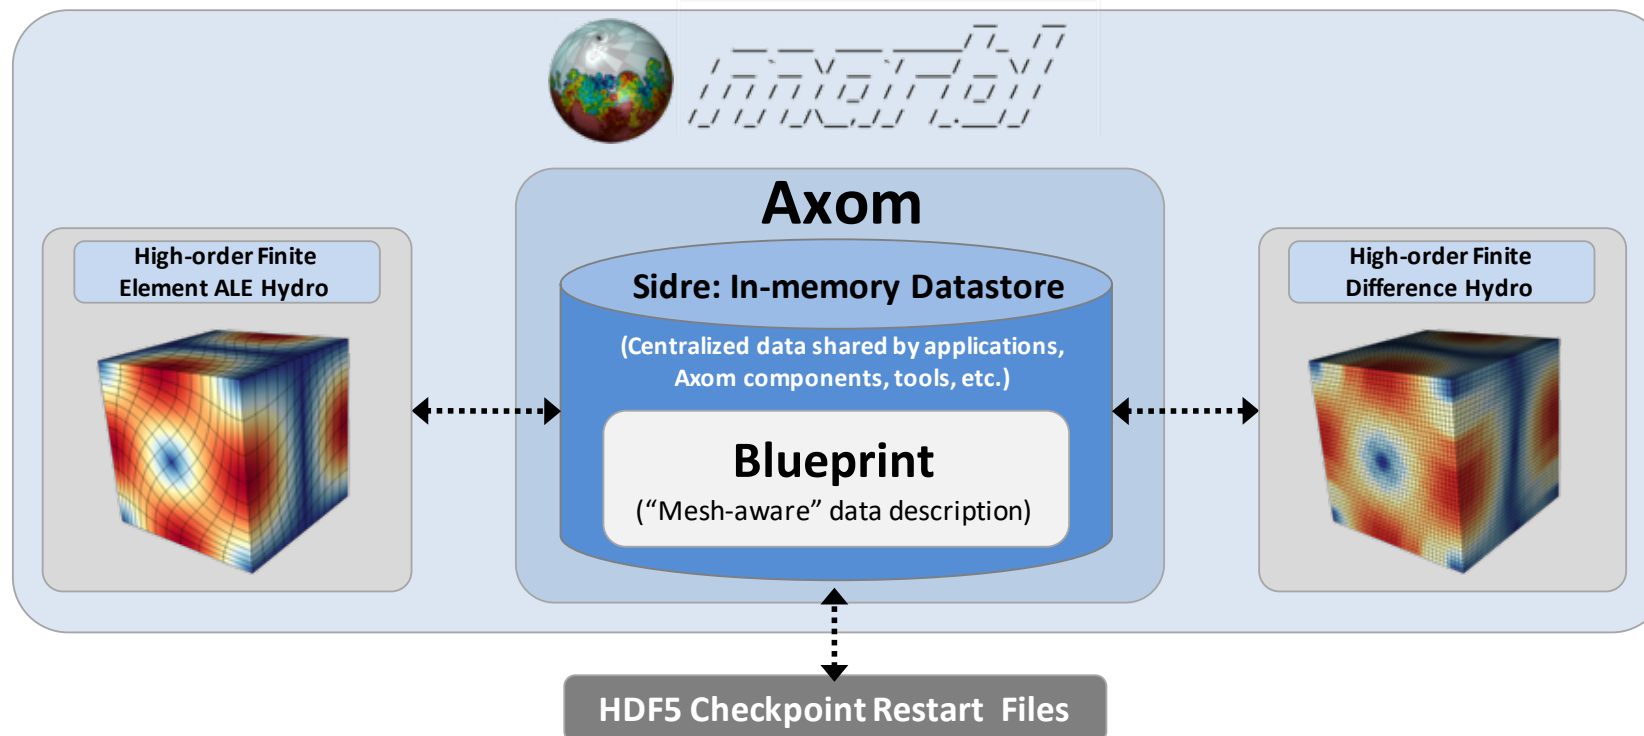 marbl
Axom
High-order Finite
Element ALE Hydro
Sidre: In-memory Datastore
(Centralized data shared by applications,
Axom components, tools, etc.)
Blueprint
(“Mesh-aware” data description)
High-order Finite
Difference Hydro
HDF5 Checkpoint Restart Files